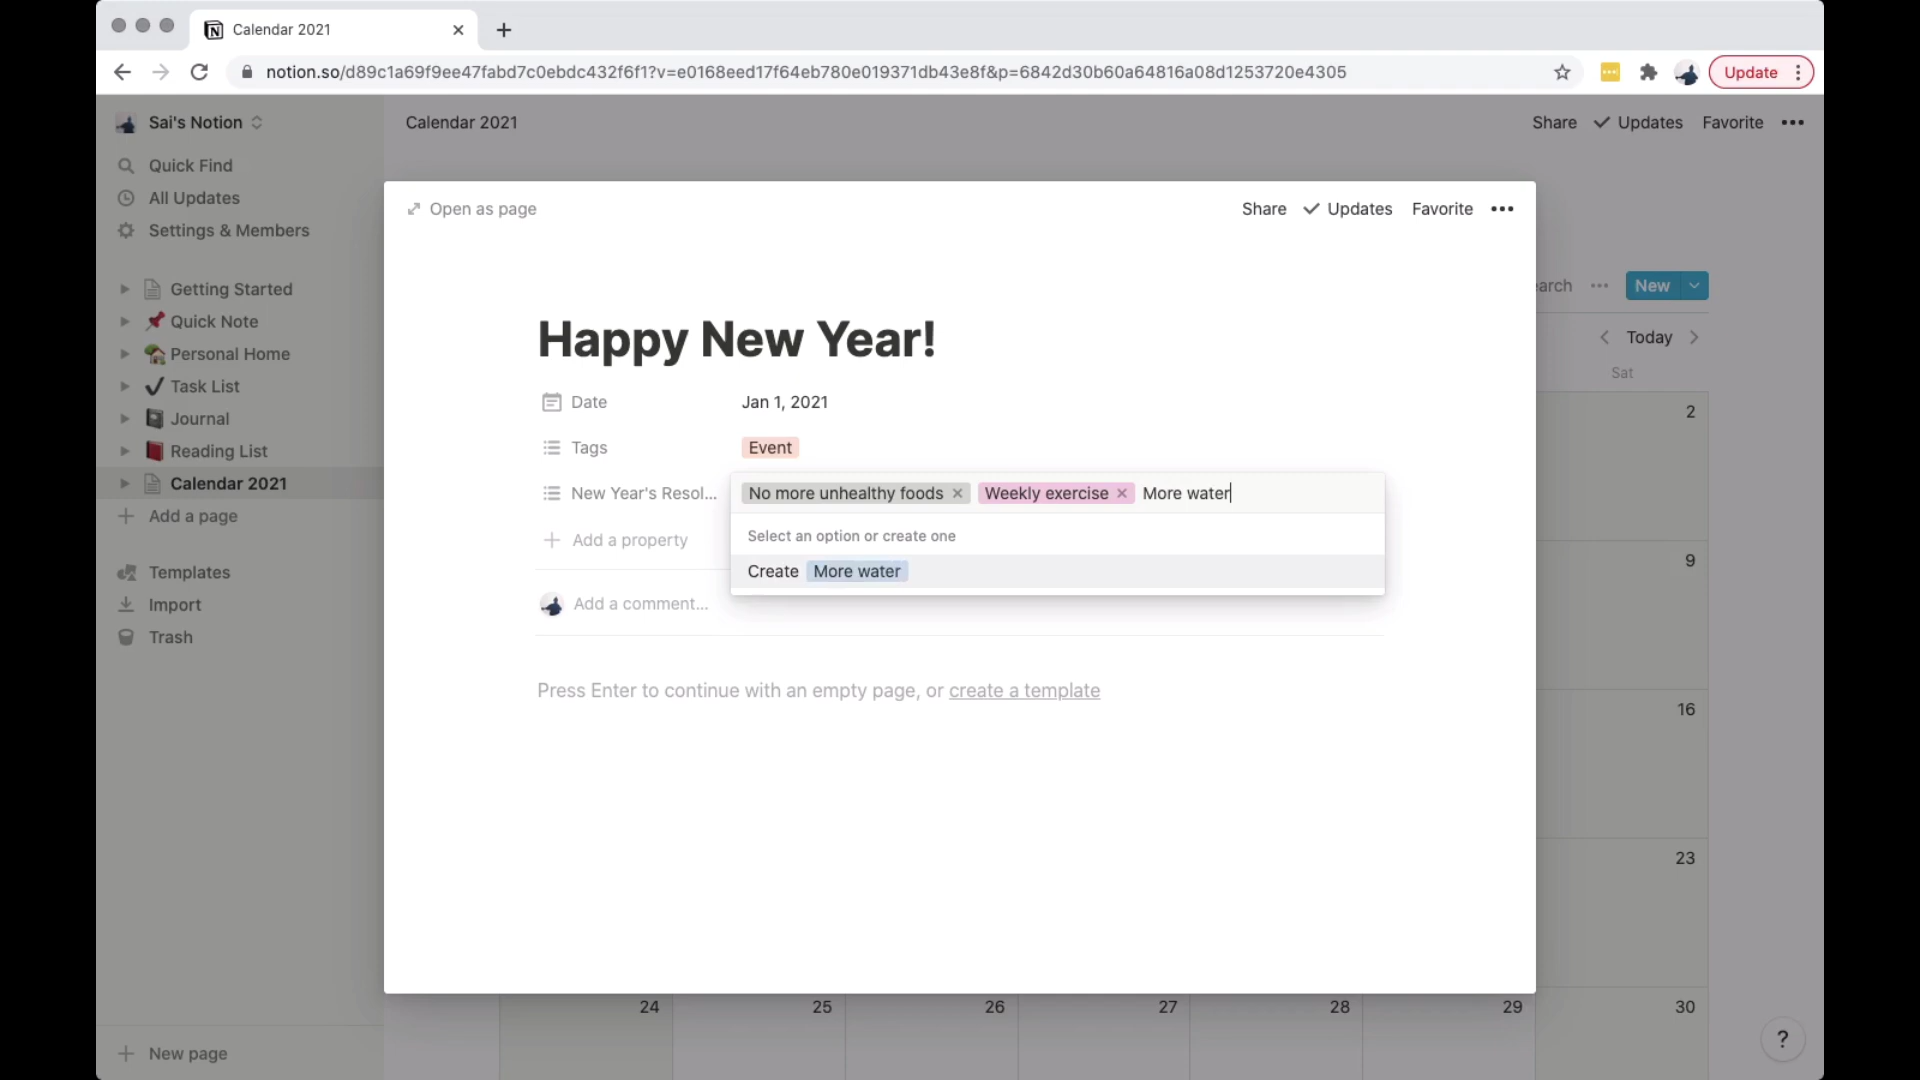 Calendar 2021
notion.so/d89c1a69f9ee47fabd7c0ebdc432f6f1?v=e0168eed17f64eb780e019371db43e8f&p=6842d30b60a64816a08d1253720e4305
Update
Sai's Notion
Calendar 2021
Share Updates Favorite
Quick Find
All Updates
Settings & Members
Getting Started
Quick Note
Personal Home
Task List
Journal
Reading List
Calendar 2021
Add a page
Templates
Import
Trash
New page
Open as page
Share Updates Favorite
Happy New Year!
Date Jan 1, 2021
Tags Event
New Year's Resol... No more unhealthy foods Weekly exercise More water
Select an option or create one
Create More water
Add a property
Add a comment...
Press Enter to continue with an empty page, or create a template
earch New
Today
Sat
2
9
16
23
24 25 26 27 28 29 30
?